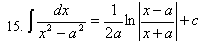 15. ∫ dx / (x² − a²) = 1/(2a) ln |(x − a)/(x + a)| + c